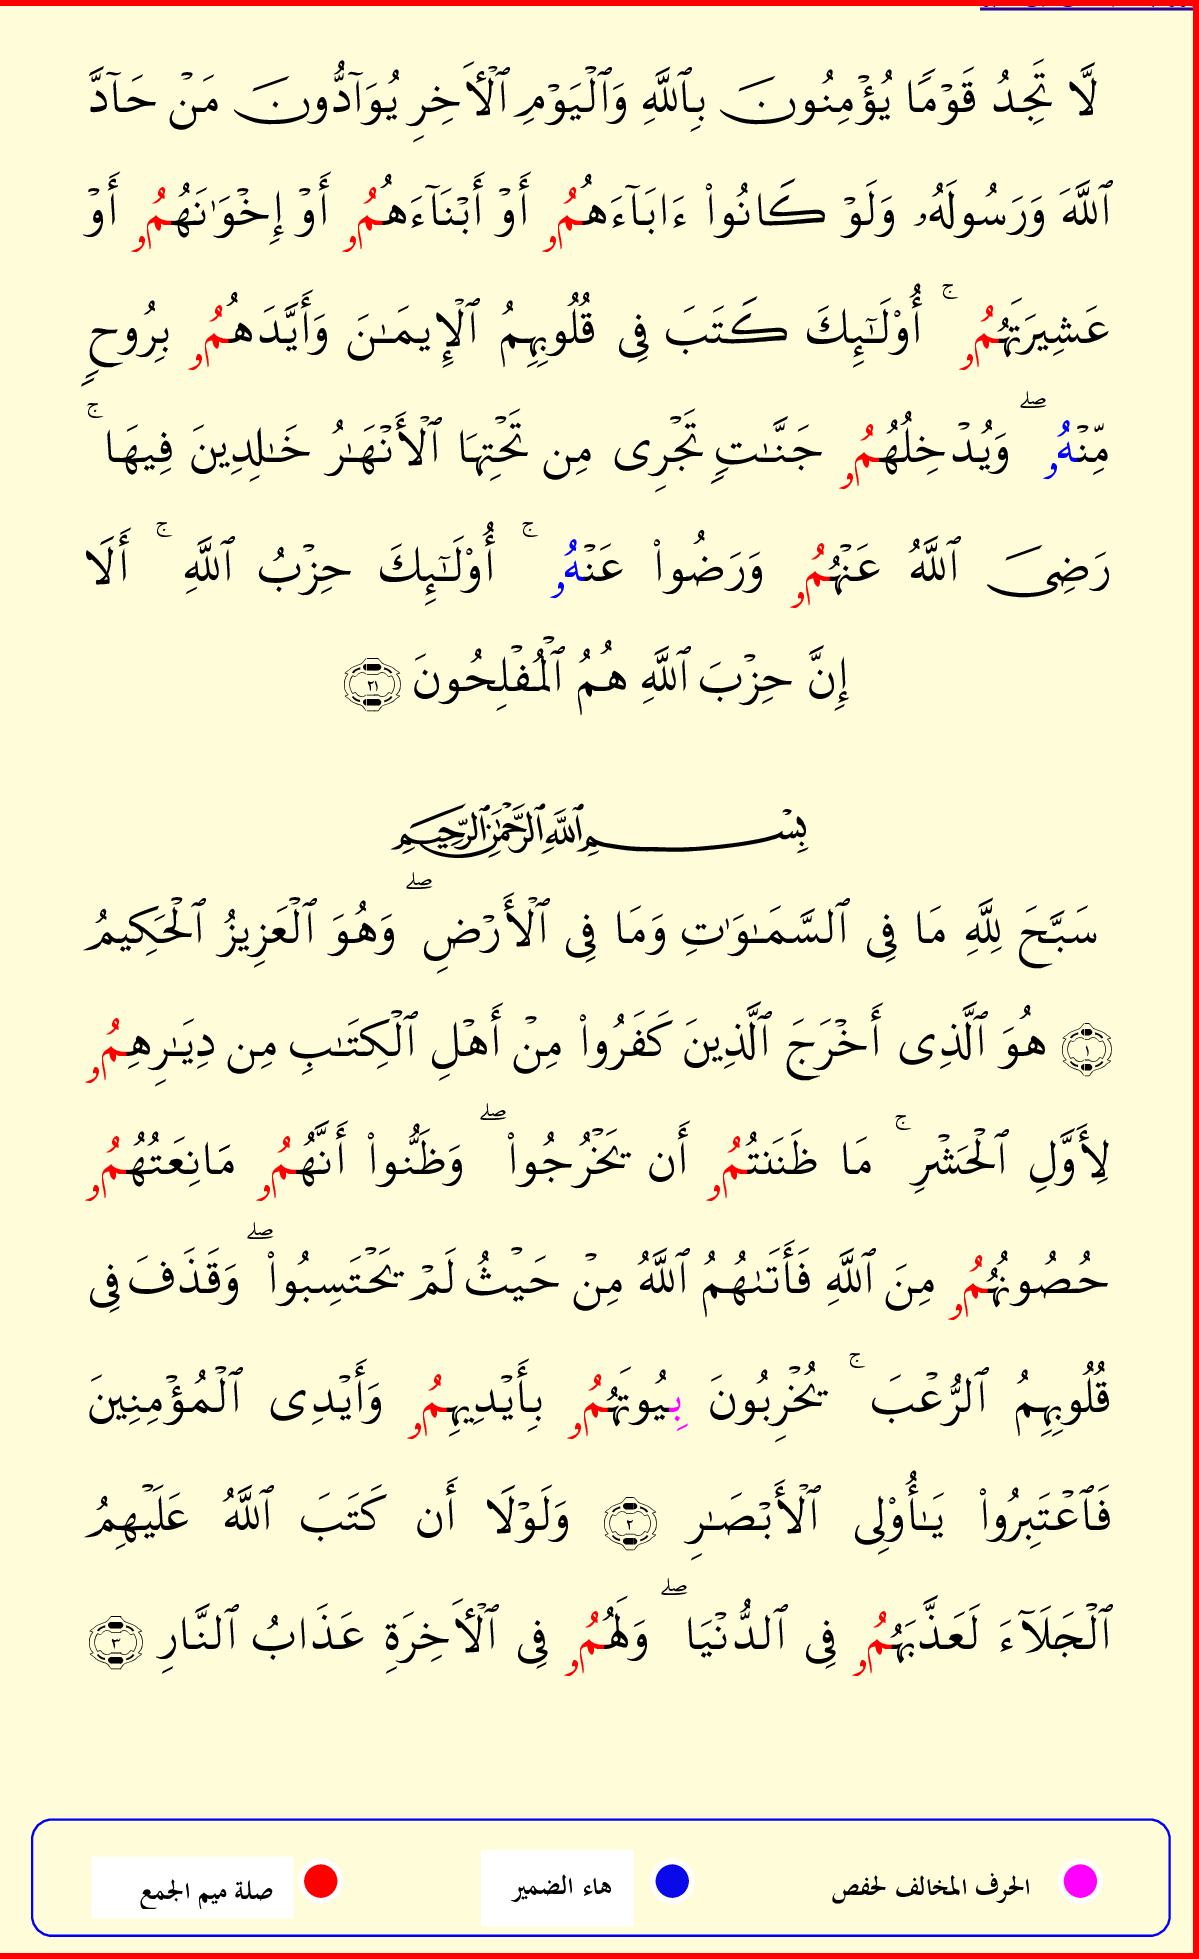 لَّا تَجِدُ قَوْمًا يُؤْمِنُونَ بِٱللَّهِ وَٱلْيَوْمِ ٱلْأَخِرِ يُوَآدُّونَ مَنْ حَآدَّ
ٱللَّهَ وَرَسُولَهُۥ وَلَوْ كَانُوا۟ ءَابَآءَهُمُۥ أَوْ أَبْنَآءَهُمُۥ أَوْ إِخْوَٰنَهُمُۥ أَوْ
عَشِيرَتَهُمُۥ ۚ أُو۟لَـٰٓئِكَ كَتَبَ فِى قُلُوبِهِمُ ٱلْإِيمَـٰنَ وَأَيَّدَهُمُۥ بِرُوحٍ
مِّنْهُۥ ۖ وَيُدْخِلُهُمُۥ جَنَّـٰتٍ تَجْرِى مِن تَحْتِهَا ٱلْأَنْهَـٰرُ خَـٰلِدِينَ فِيهَا ۚ
رَضِىَ ٱللَّهُ عَنْهُمُۥ وَرَضُوا۟ عَنْهُۥ ۚ أُو۟لَـٰٓئِكَ حِزْبُ ٱللَّهِ ۚ أَلَا
إِنَّ حِزْبَ ٱللَّهِ هُمُ ٱلْمُفْلِحُونَ ٢١
بِسْمِ ٱللَّهِ ٱلرَّحْمَـٰنِ ٱلرَّحِيمِ
سَبَّحَ لِلَّهِ مَا فِى ٱلسَّمَـٰوَٰتِ وَمَا فِى ٱلْأَرْضِ ۖ وَهُوَ ٱلْعَزِيزُ ٱلْحَكِيمُ
١ هُوَ ٱلَّذِى أَخْرَجَ ٱلَّذِينَ كَفَرُوا۟ مِنْ أَهْلِ ٱلْكِتَـٰبِ مِن دِيَـٰرِهِمُۥ
لِأَوَّلِ ٱلْحَشْرِ ۚ مَا ظَنَنتُمُۥ أَن يَخْرُجُوا۟ ۖ وَظَنُّوا۟ أَنَّهُمُۥ مَانِعَتُهُمُۥ
حُصُونُهُمُۥ مِنَ ٱللَّهِ فَأَتَىٰهُمُ ٱللَّهُ مِنْ حَيْثُ لَمْ يَحْتَسِبُوا۟ ۖ وَقَذَفَ فِى
قُلُوبِهِمُ ٱلرُّعْبَ ۚ يُخْرِبُونَ بِيُوتَهُمُۥ بِأَيْدِيهِمُۥ وَأَيْدِى ٱلْمُؤْمِنِينَ
فَٱعْتَبِرُوا۟ يَـٰٓأُو۟لِى ٱلْأَبْصَـٰرِ ٢ وَلَوْلَا أَن كَتَبَ ٱللَّهُ عَلَيْهِمُ
ٱلْجَلَآءَ لَعَذَّبَهُمُۥ فِى ٱلدُّنْيَا ۖ وَلَهُمُۥ فِى ٱلْأَخِرَةِ عَذَابُ ٱلنَّارِ ٣
الحرف المخالف لحفص هاء الضمير صلة ميم الجمع